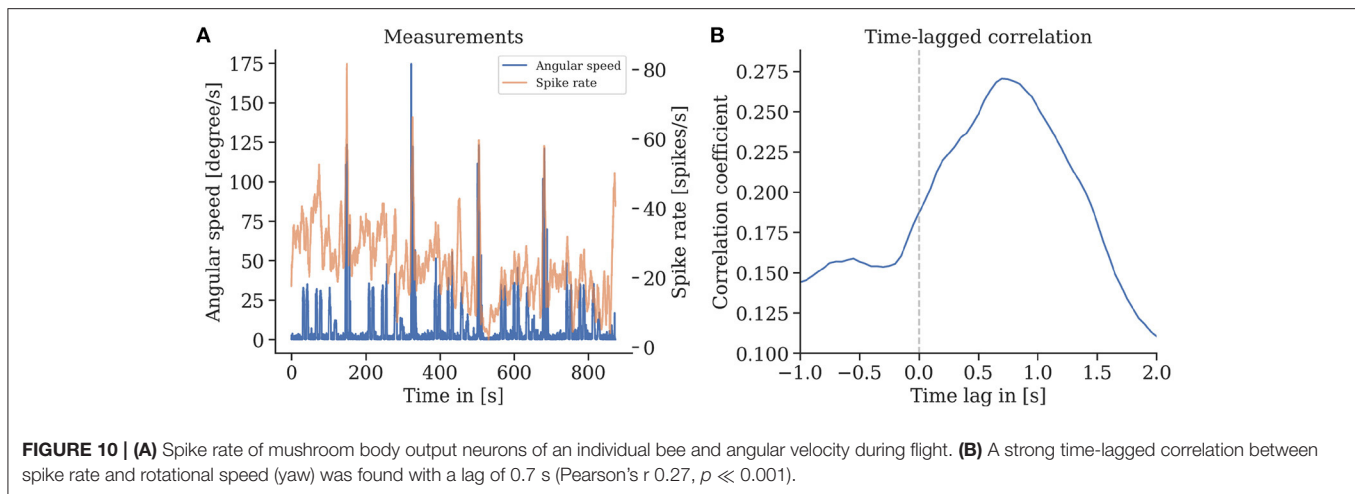 A
Measurements
Angular speed
Spike rate
175
150
125
100
75
50
25
0
Angular speed [degree/s]
80
60
40
20
0
Spike rate [spikes/s]
0 200 400 600 800
Time in [s]
B
Time-lagged correlation
0.275
0.250
0.225
0.200
0.175
0.150
0.125
0.100
Correlation coefficient
−1.0 −0.5 0.0 0.5 1.0 1.5 2.0
Time lag in [s]
FIGURE 10 | (A) Spike rate of mushroom body output neurons of an individual bee and angular velocity during flight. (B) A strong time-lagged correlation between
spike rate and rotational speed (yaw) was found with a lag of 0.7 s (Pearson's r 0.27, p ≪ 0.001).